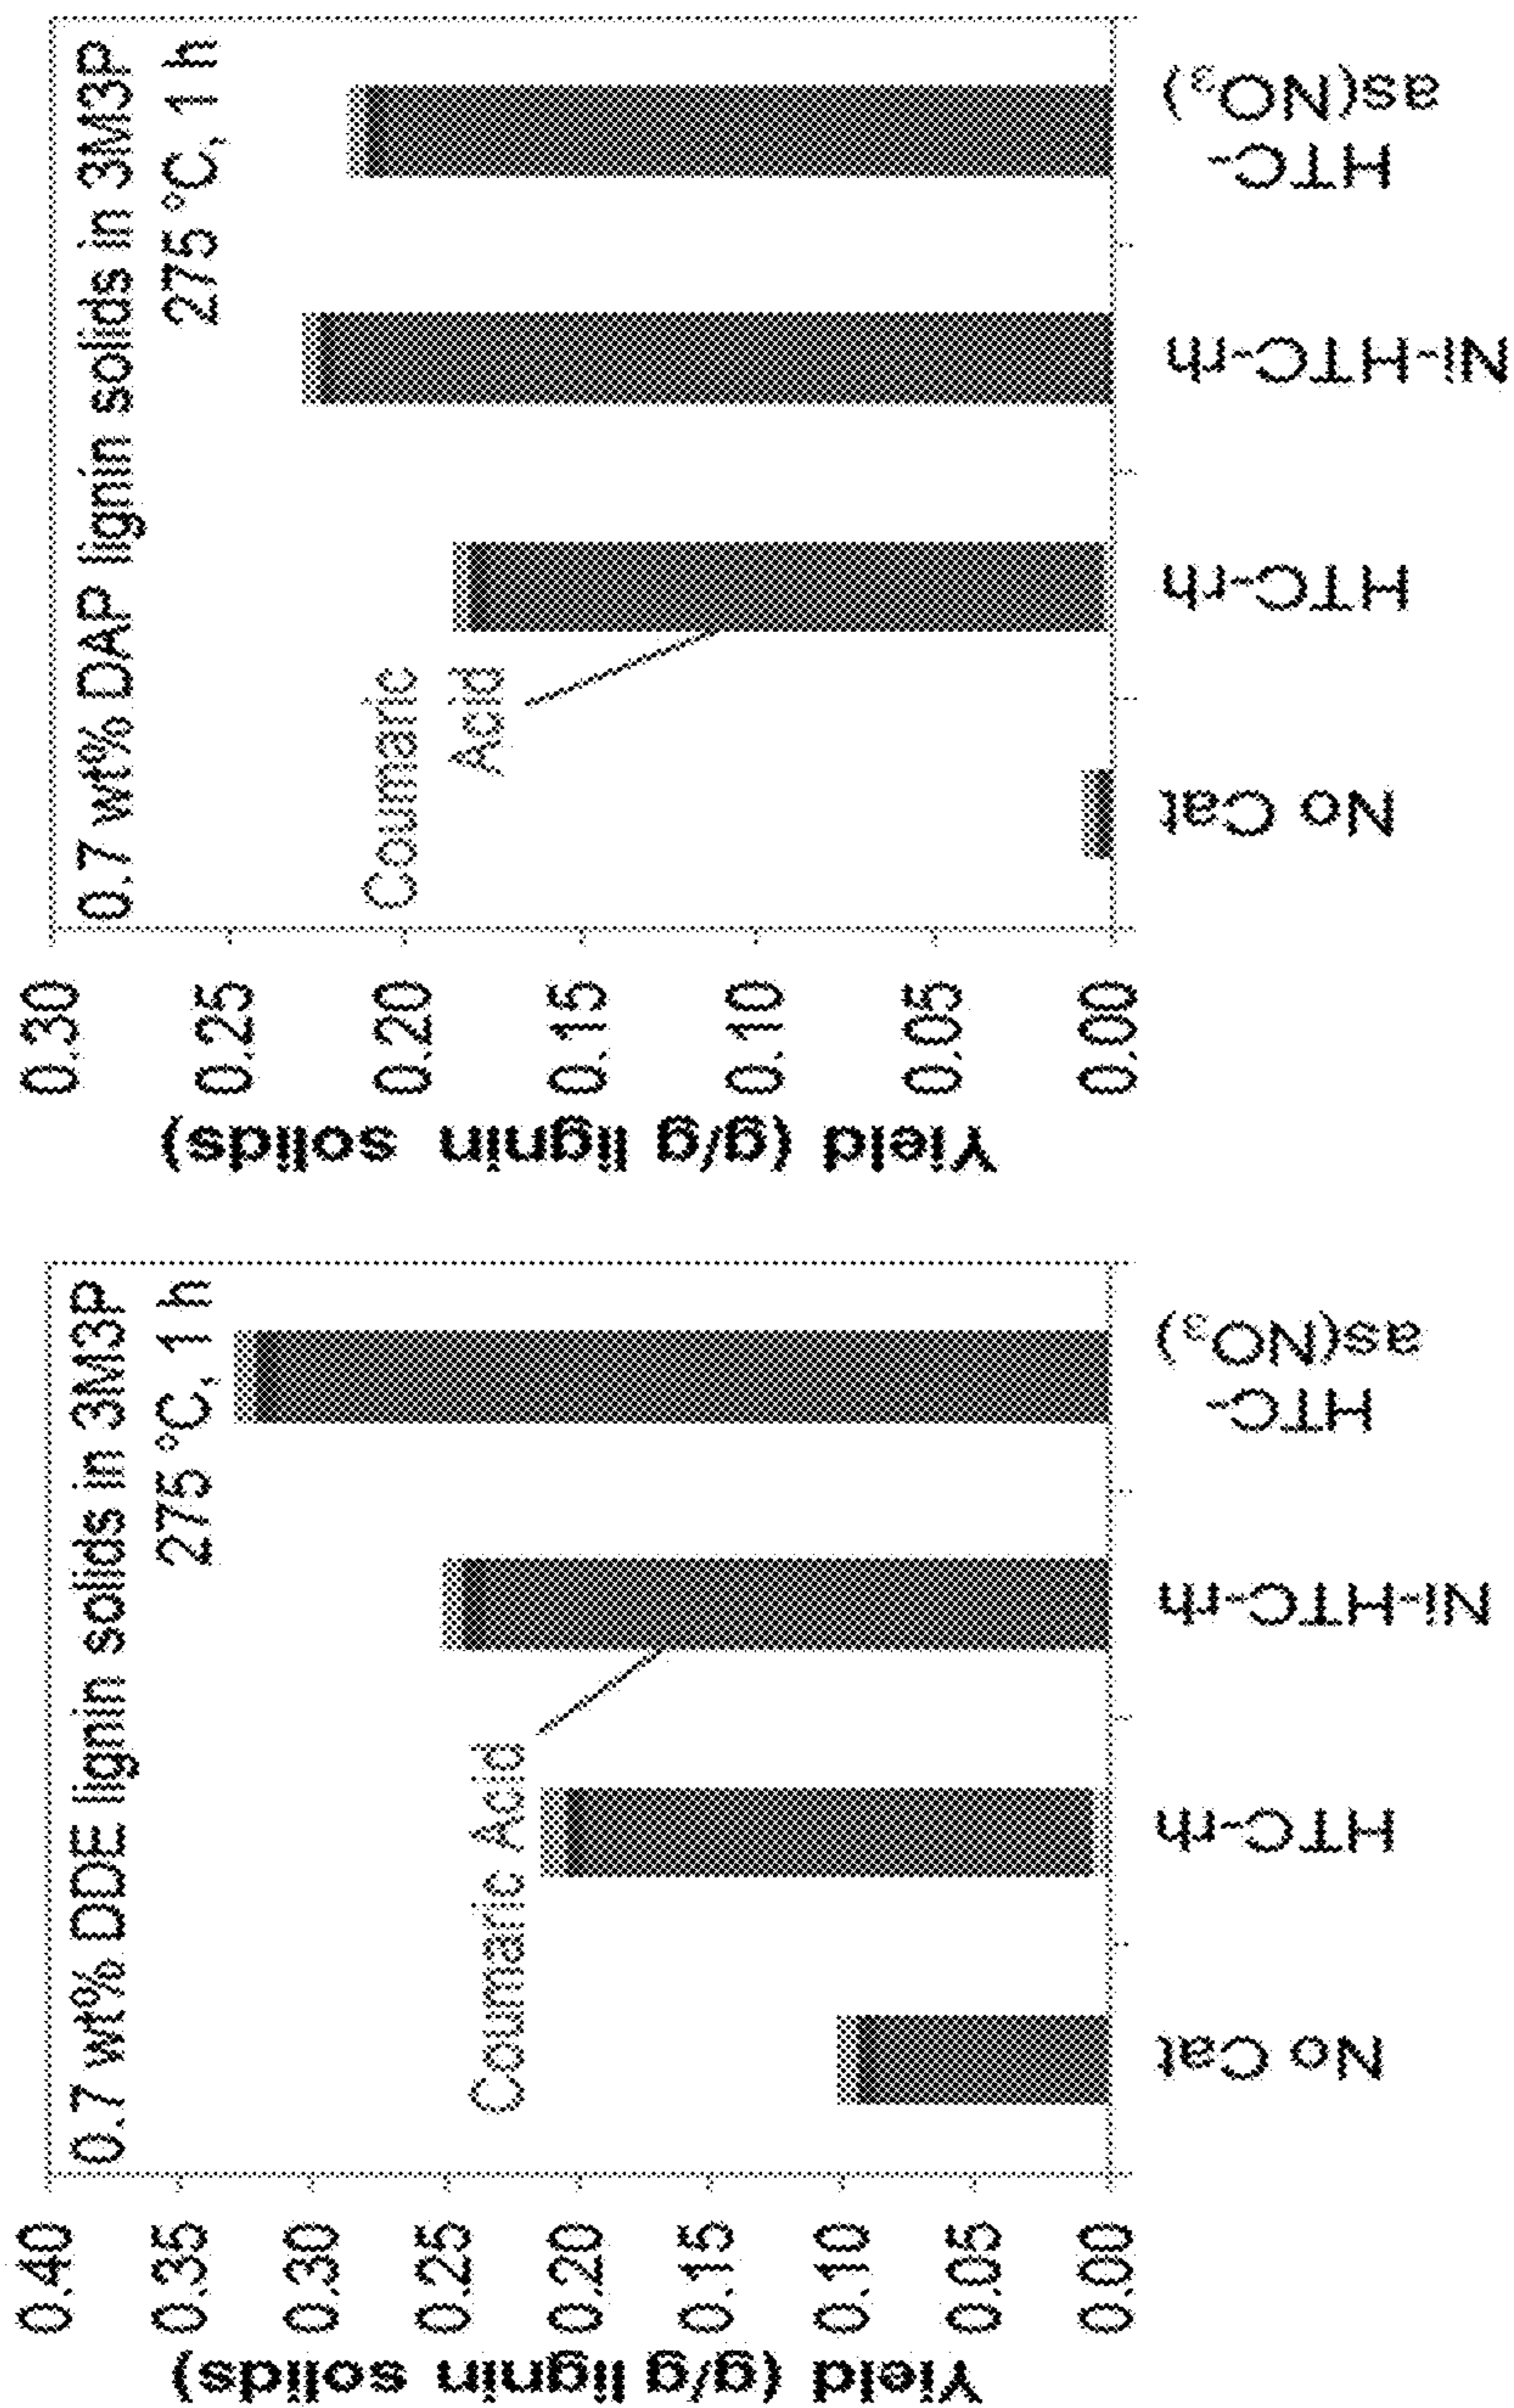 0.7 wt% DDE lignin solids in 3M3P
275 °C, 1 h
Yield (g/g lignin solids)
0.40
0.35
0.30
0.25
0.20
0.15
0.10
0.05
0.00
Coumaric Acid
No Cat
HTC-rh
Ni-HTC-rh
HTC-
as(NO₃)
0.7 wt% DAP lignin solids in 3M3P
275 °C, 1 h
Yield (g/g lignin solids)
0.30
0.25
0.20
0.15
0.10
0.05
0.00
Coumaric
Acid
No Cat
HTC-rh
Ni-HTC-rh
HTC-
as(NO₃)